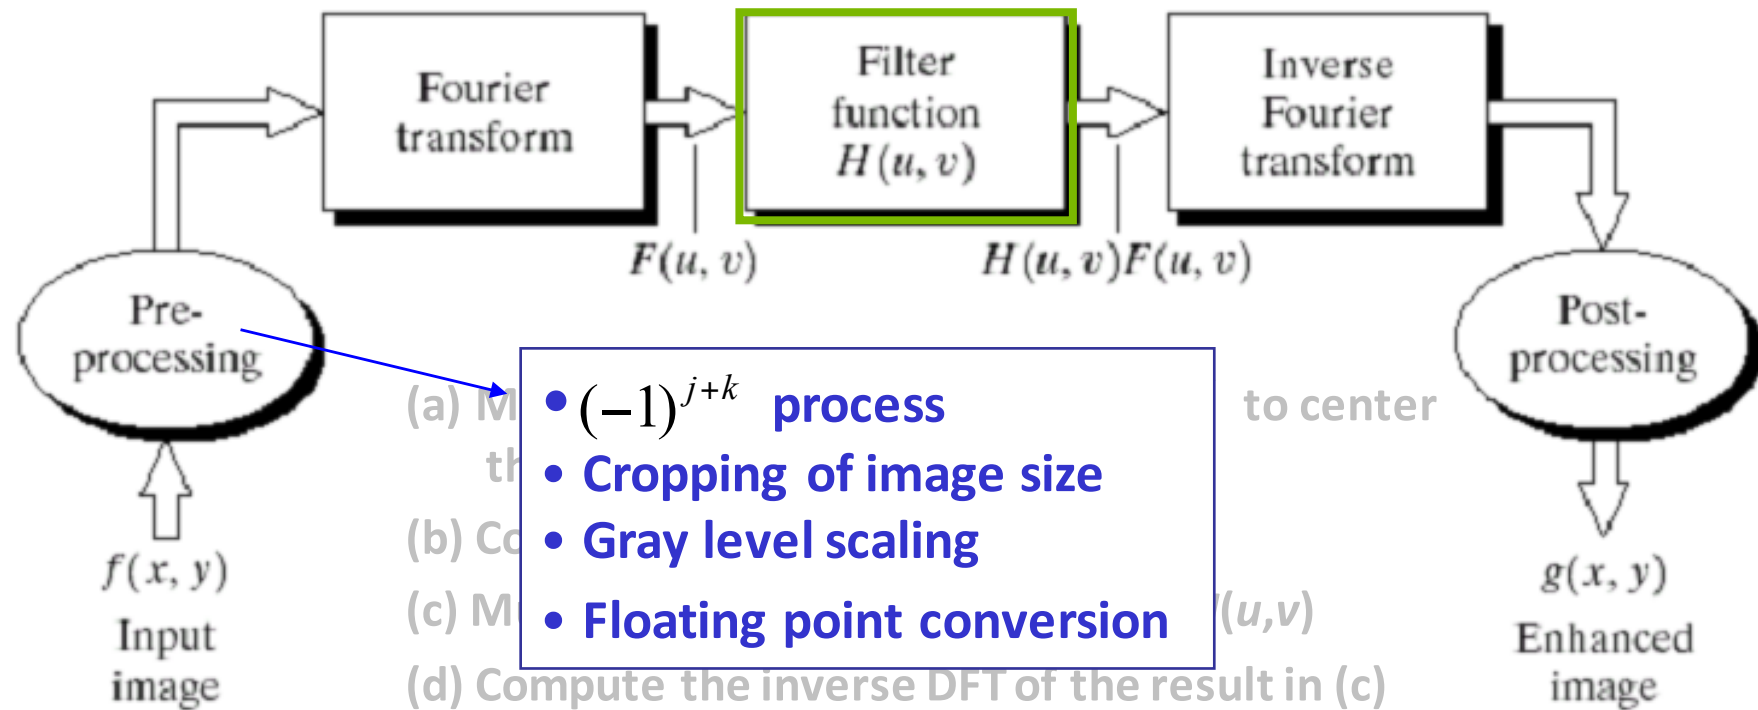 Fourier
transform
Filter
function
H(u, v)
Inverse
Fourier
transform
F(u, v)
H(u, v)F(u, v)
Pre-
processing
Post-
processing
• (−1)^{j+k} process
• Cropping of image size
• Gray level scaling
• Floating point conversion
(a) to center
(b)
(c) (u,v)
(d) Compute the inverse DFT of the result in (c)
f(x, y)
Input
image
g(x, y)
Enhanced
image